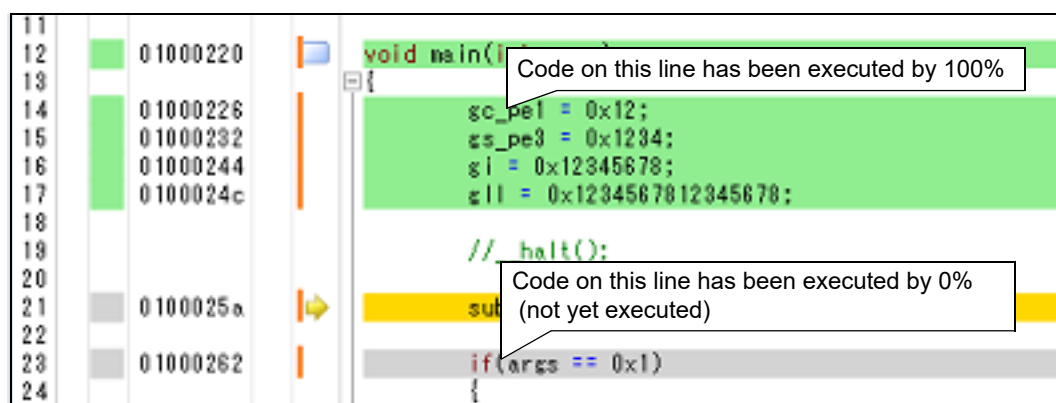 11
12 01000220 void main(
Code on this line has been executed by 100%
13 {
14 01000226 gc_pe1 = 0x12;
15 01000232 gs_pe3 = 0x1234;
16 01000244 gi = 0x12345678;
17 0100024c gll = 0x1234567812345678;
18
19 //__halt();
20
Code on this line has been executed by 0%
(not yet executed)
21 0100025a sub
22
23 01000262 if(args == 0x1)
24 {